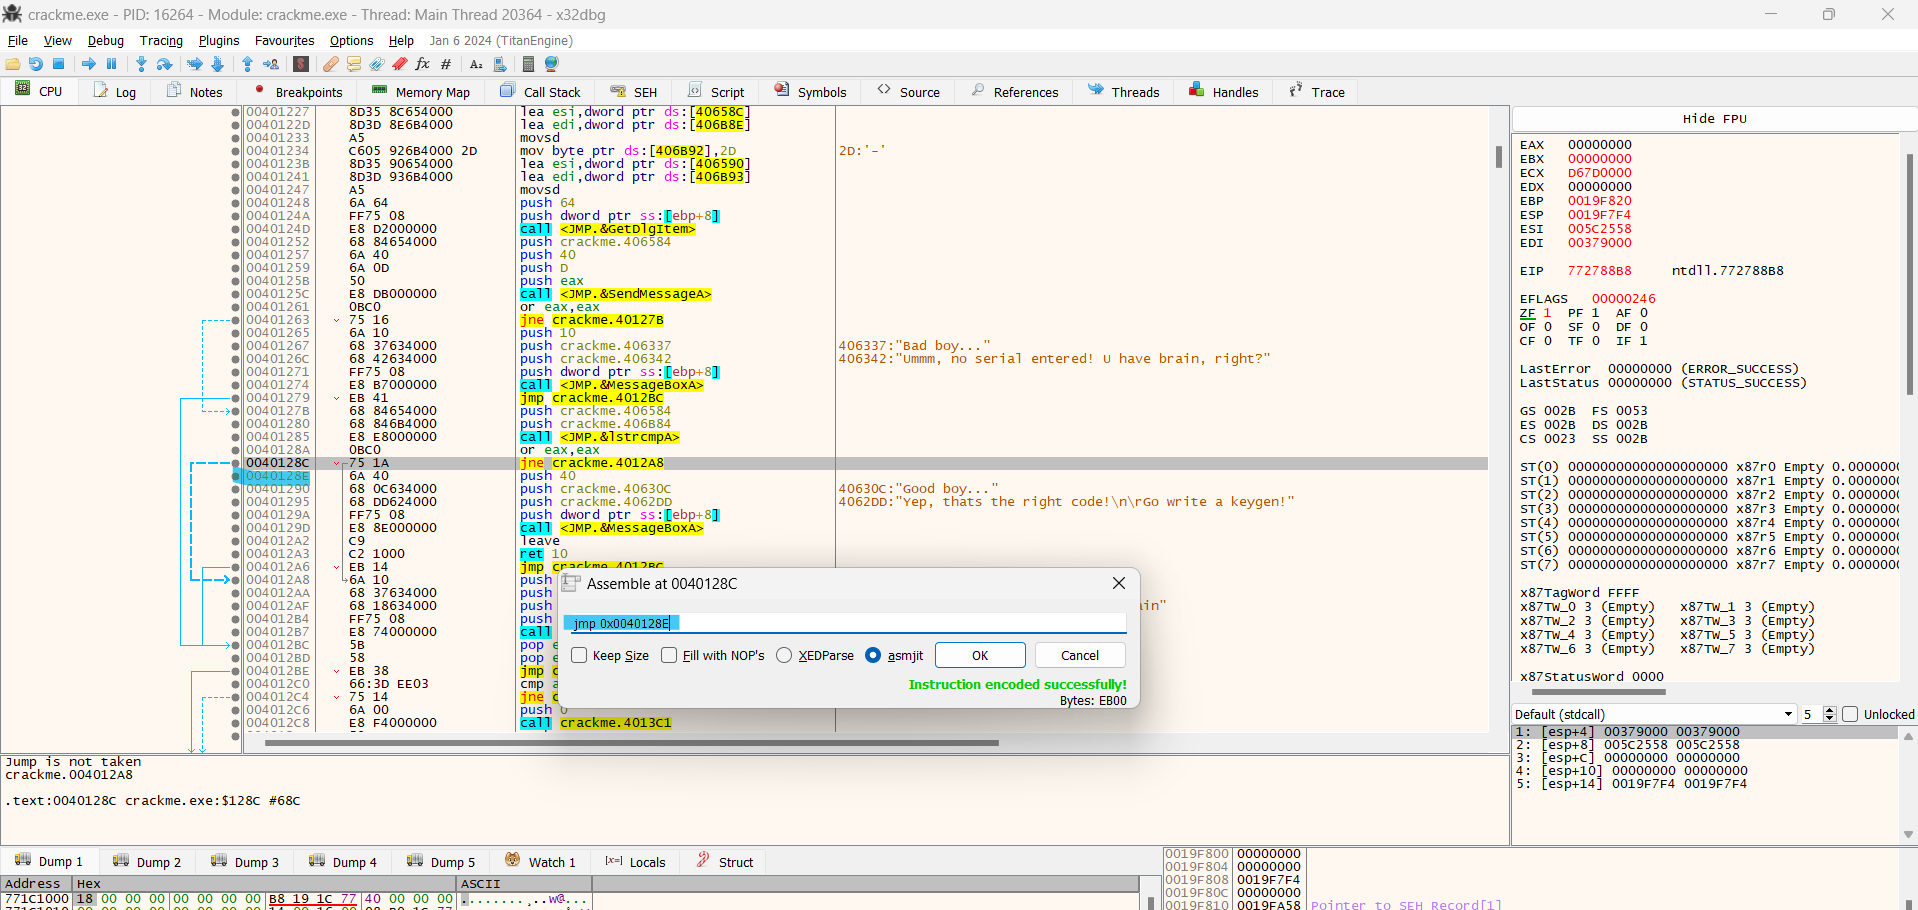 crackme.exe - PID: 16264 - Module: crackme.exe - Thread: Main Thread 20364 - x32dbg
File View Debug Tracing Plugins Favourites Options Help Jan 6 2024 (TitanEngine)
CPU Log Notes Breakpoints Memory Map Call Stack SEH Script Symbols Source References Threads Handles Trace
00401227 8D35 8C654000 lea esi,dword ptr ds:[40658C]
0040122D 8D3D 8E6B4000 lea edi,dword ptr ds:[406B8E]
00401233 A5 movsd
00401234 C605 926B4000 2D mov byte ptr ds:[406B92],2D 2D:'-'
0040123B 8D35 90654000 lea esi,dword ptr ds:[406590]
00401241 8D3D 936B4000 lea edi,dword ptr ds:[406B93]
00401247 A5 movsd
00401248 6A 64 push 64
0040124A FF75 08 push dword ptr ss:[ebp+8]
0040124D E8 D2000000 call <JMP.&GetDlgItem>
00401252 68 84654000 push crackme.406584
00401257 6A 40 push 40
00401259 6A 0D push D
0040125B 50 push eax
0040125C E8 DB000000 call <JMP.&SendMessageA>
00401261 0BC0 or eax,eax
00401263 75 16 jne crackme.40127B
00401265 6A 10 push 10
00401267 68 37634000 push crackme.406337 406337:"Bad boy..."
0040126C 68 42634000 push crackme.406342 406342:"Ummm, no serial entered! U have brain, right?"
00401271 FF75 08 push dword ptr ss:[ebp+8]
00401274 E8 B7000000 call <JMP.&MessageBoxA>
00401279 EB 41 jmp crackme.4012BC
0040127B 68 84654000 push crackme.406584
00401280 68 846B4000 push crackme.406B84
00401285 E8 E8000000 call <JMP.&lstrcmpA>
0040128A 0BC0 or eax,eax
0040128C 75 1A jne crackme.4012A8
0040128E 6A 40 push 40
00401290 68 0C634000 push crackme.40630C 40630C:"Good boy..."
00401295 68 DD624000 push crackme.4062DD 4062DD:"Yep, thats the right code!\n\rGo write a keygen!"
0040129A FF75 08 push dword ptr ss:[ebp+8]
0040129D E8 8E000000 call <JMP.&MessageBoxA>
004012A2 C9 leave
004012A3 C2 1000 ret 10
004012A6 EB 14 jmp crackme.4012BC
004012A8 6A 10 push
004012AA 68 37634000 push
004012AF 68 18634000 push ain"
004012B4 FF75 08 push
004012B7 E8 74000000 call
004012BC 5B pop e
004012BD 58 pop e
004012BE EB 38 jmp c
004012C0 66:3D EE03 cmp a
004012C4 75 14 jne c
004012C6 6A 00 push 0
004012C8 E8 F4000000 call crackme.4013C1
Assemble at 0040128C
jmp 0x0040128E
Keep Size Fill with NOP's XEDParse asmjit OK Cancel
Instruction encoded successfully!
Bytes: EB00
Hide FPU
EAX 00000000
EBX 00000000
ECX D67D0000
EDX 00000000
EBP 0019F820
ESP 0019F7F4
ESI 005C2558
EDI 00379000
EIP 772788B8 ntdll.772788B8
EFLAGS 00000246
ZF 1 PF 1 AF 0
OF 0 SF 0 DF 0
CF 0 TF 0 IF 1
LastError 00000000 (ERROR_SUCCESS)
LastStatus 00000000 (STATUS_SUCCESS)
GS 002B FS 0053
ES 002B DS 002B
CS 0023 SS 002B
ST(0) 00000000000000000000 x87r0 Empty 0.000000
ST(1) 00000000000000000000 x87r1 Empty 0.000000
ST(2) 00000000000000000000 x87r2 Empty 0.000000
ST(3) 00000000000000000000 x87r3 Empty 0.000000
ST(4) 00000000000000000000 x87r4 Empty 0.000000
ST(5) 00000000000000000000 x87r5 Empty 0.000000
ST(6) 00000000000000000000 x87r6 Empty 0.000000
ST(7) 00000000000000000000 x87r7 Empty 0.000000
x87TagWord FFFF
x87TW_0 3 (Empty) x87TW_1 3 (Empty)
x87TW_2 3 (Empty) x87TW_3 3 (Empty)
x87TW_4 3 (Empty) x87TW_5 3 (Empty)
x87TW_6 3 (Empty) x87TW_7 3 (Empty)
x87StatusWord 0000
Default (stdcall) 5 Unlocked
1: [esp+4] 00379000 00379000
2: [esp+8] 005C2558 005C2558
3: [esp+C] 00000000 00000000
4: [esp+10] 00000000 00000000
5: [esp+14] 0019F7F4 0019F7F4
Jump is not taken
crackme.004012A8
.text:0040128C crackme.exe:$128C #68C
Dump 1 Dump 2 Dump 3 Dump 4 Dump 5 Watch 1 Locals Struct
Address Hex ASCII
771C1000 18 00 00 00 00 00 00 00 B8 19 1C 77 40 00 00 00
0019F800 00000000
0019F804 00000000
0019F808 0019F7F4
0019F80C 00000000
0019F810 0019FA58 Pointer to SEH_Record[1]